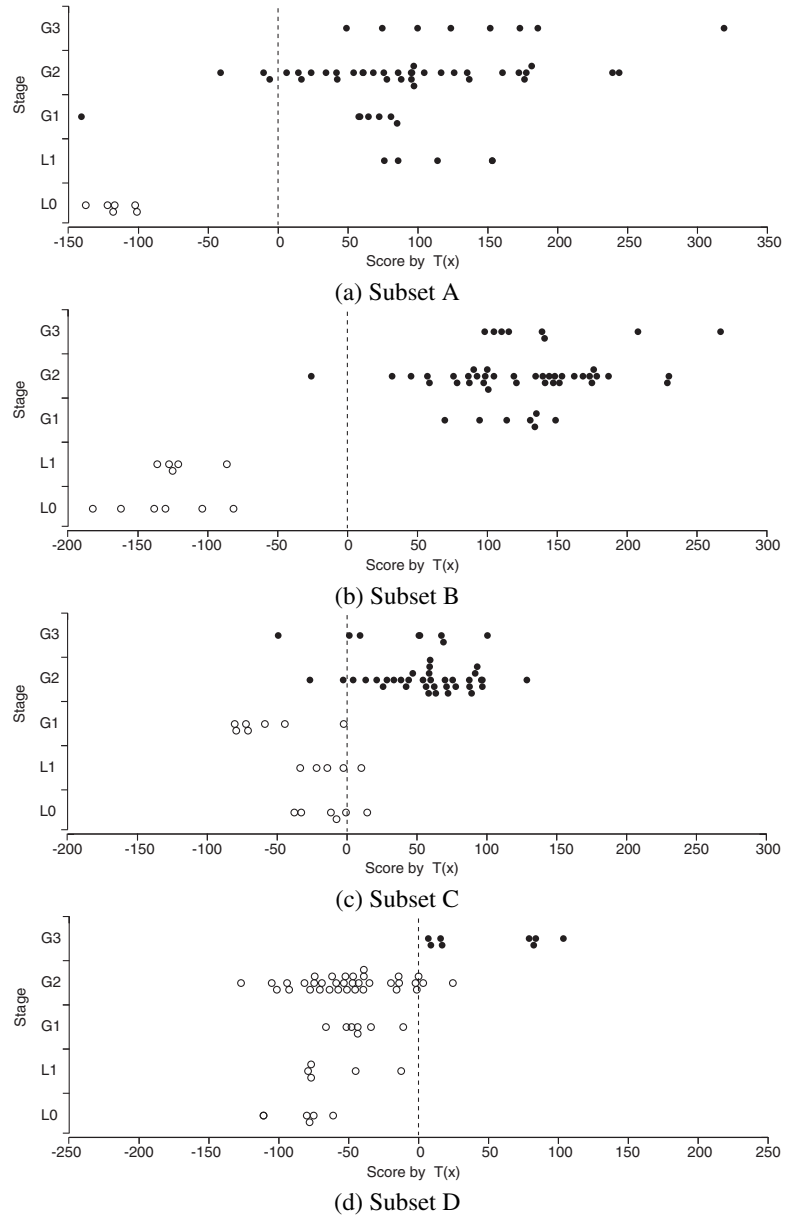 G3
G2
G1
L1
L0
Stage
-150 -100 -50 0 50 100 150 200 250 300 350
Score by T(x)
(a) Subset A
G3
G2
G1
L1
L0
Stage
-200 -150 -100 -50 0 50 100 150 200 250 300
Score by T(x)
(b) Subset B
G3
G2
G1
L1
L0
Stage
-200 -150 -100 -50 0 50 100 150 200 250 300
Score by T(x)
(c) Subset C
G3
G2
G1
L1
L0
Stage
-250 -200 -150 -100 -50 0 50 100 150 200 250
Score by T(x)
(d) Subset D